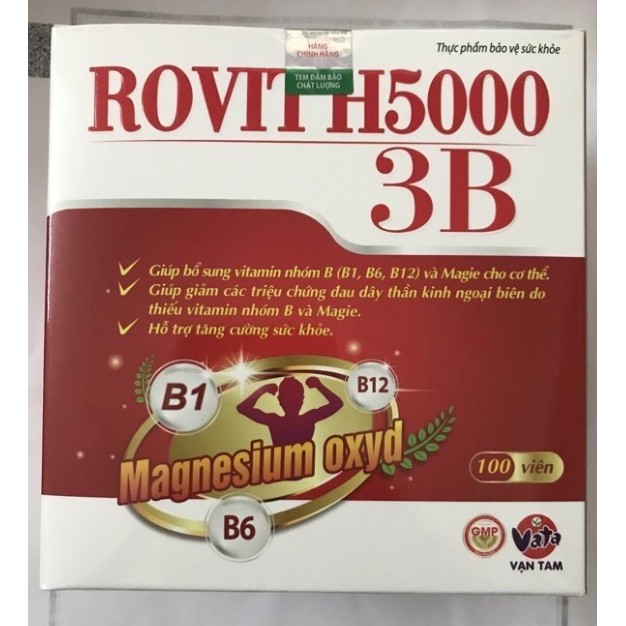 HÀNG
CHÍNH HÃNG
TEM ĐẢM BẢO
CHẤT LƯỢNG
Thực phẩm bảo vệ sức khỏe
ROVIT H5000
3B
Giúp bổ sung vitamin nhóm B (B1, B6, B12) và Magie cho cơ thể.
Giúp giảm các triệu chứng đau dây thần kinh ngoại biên do
thiếu vitamin nhóm B và Magie.
Hỗ trợ tăng cường sức khỏe.
B1
B12
Magnesium oxyd
B6
100 viên
GMP
Vata
VẠN TAM